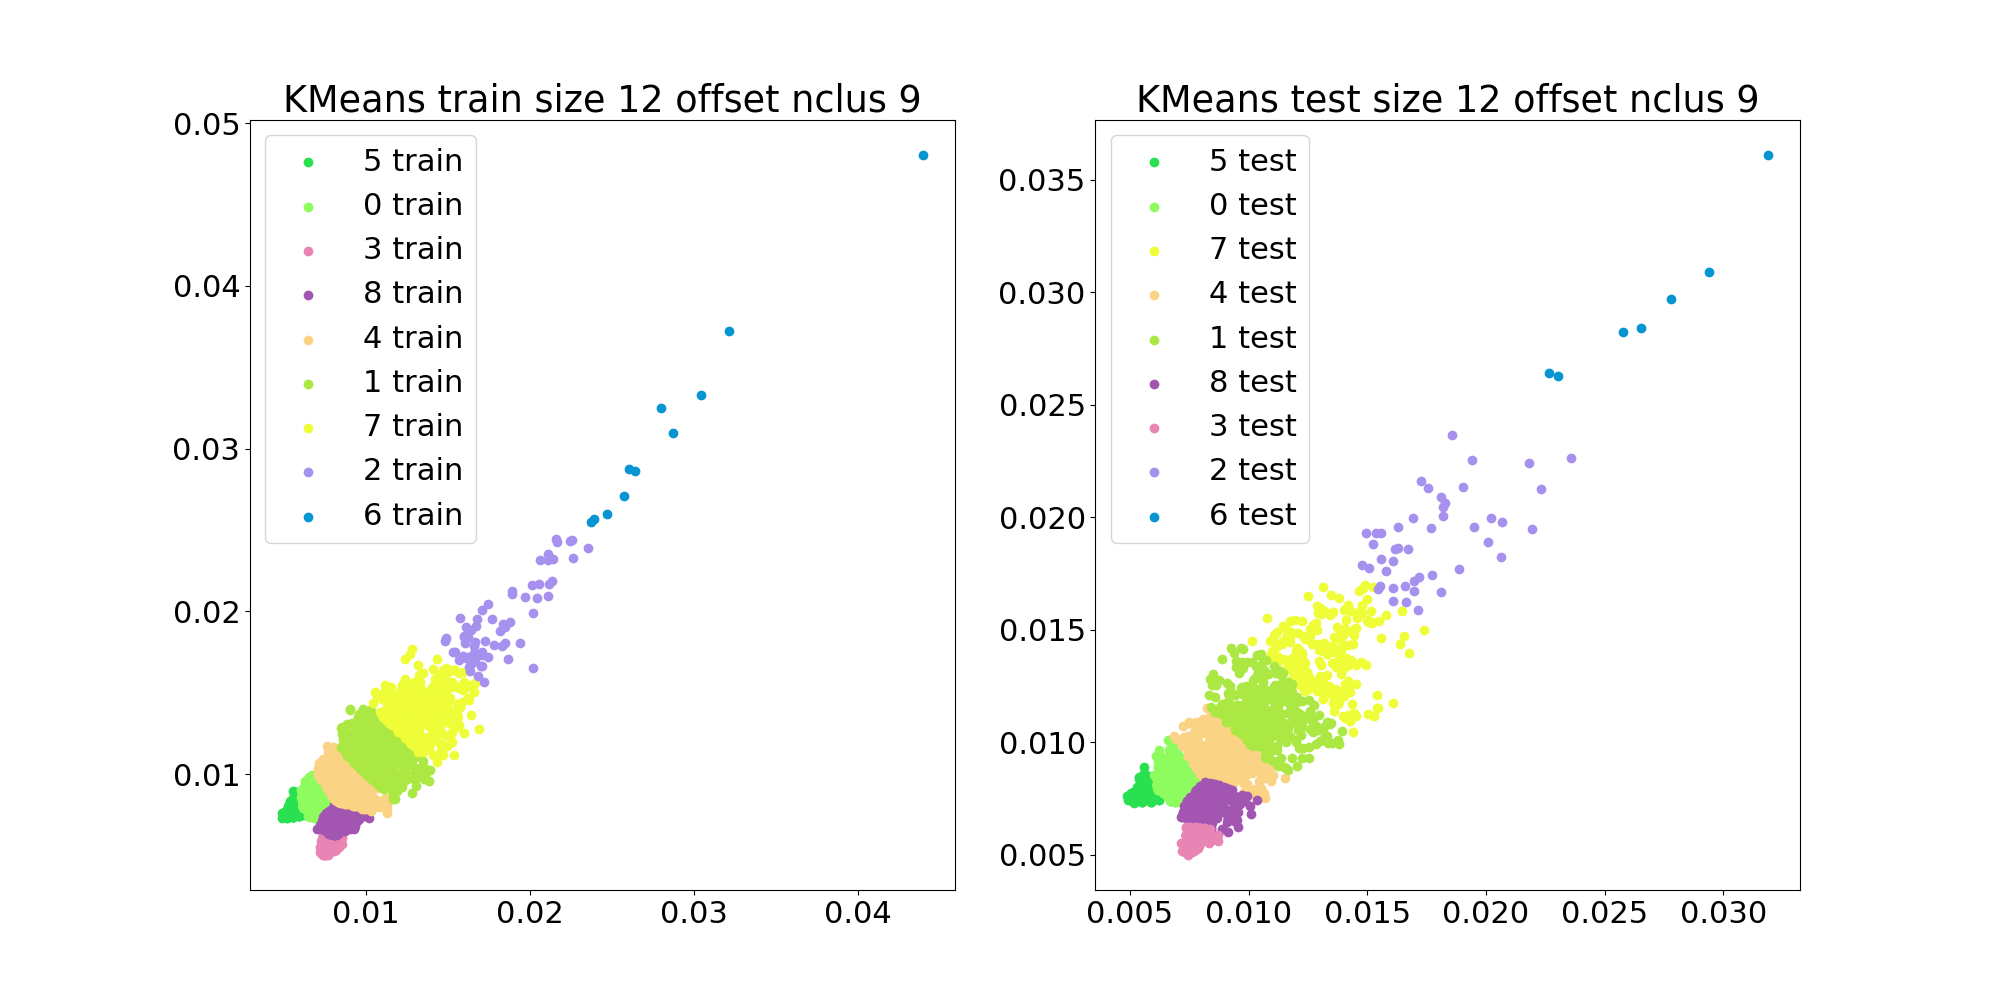 KMeans train size 12 offset nclus 9
0.05
0.04
0.03
0.02
0.01
5 train
0 train
3 train
8 train
4 train
1 train
7 train
2 train
6 train
0.01 0.02 0.03 0.04
KMeans test size 12 offset nclus 9
0.035
0.030
0.025
0.020
0.015
0.010
0.005
5 test
0 test
7 test
4 test
1 test
8 test
3 test
2 test
6 test
0.005 0.010 0.015 0.020 0.025 0.030